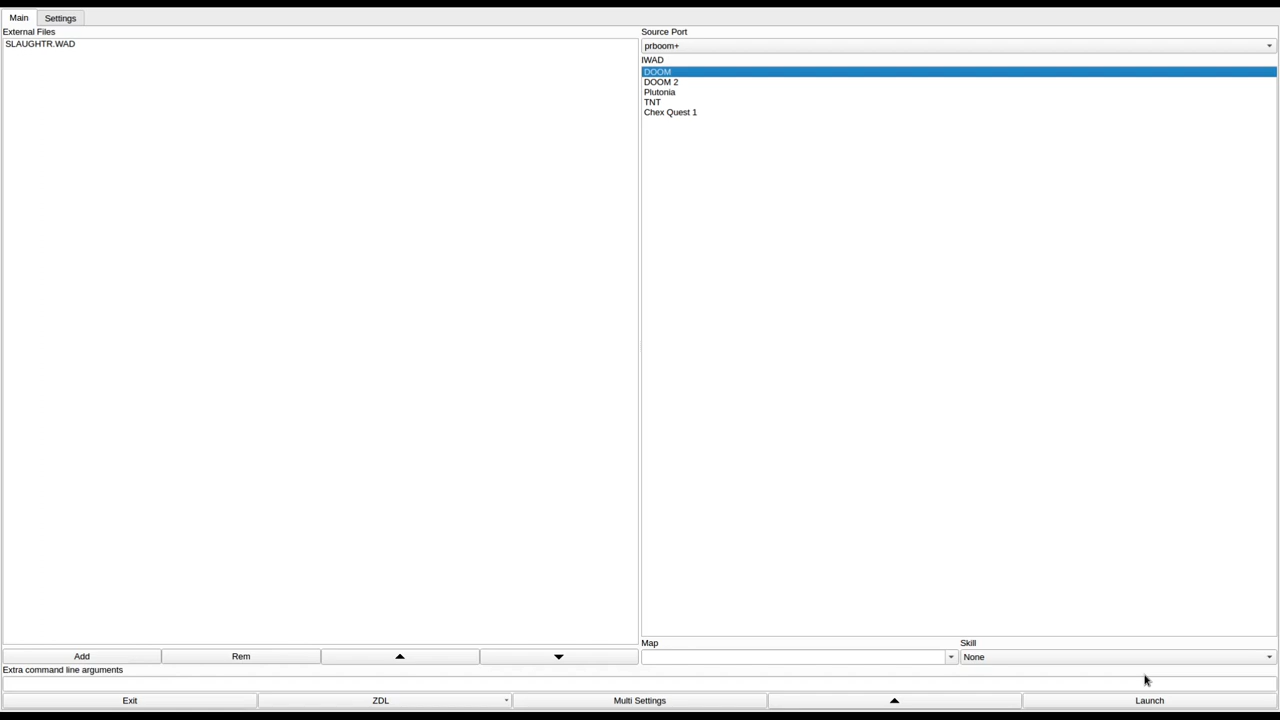 Main Settings
External Files
SLAUGHTR.WAD
Source Port
prboom+
IWAD
DOOM
DOOM 2
Plutonia
TNT
Chex Quest 1
Map Skill
None
Add Rem
Extra command line arguments
Exit ZDL Multi Settings Launch